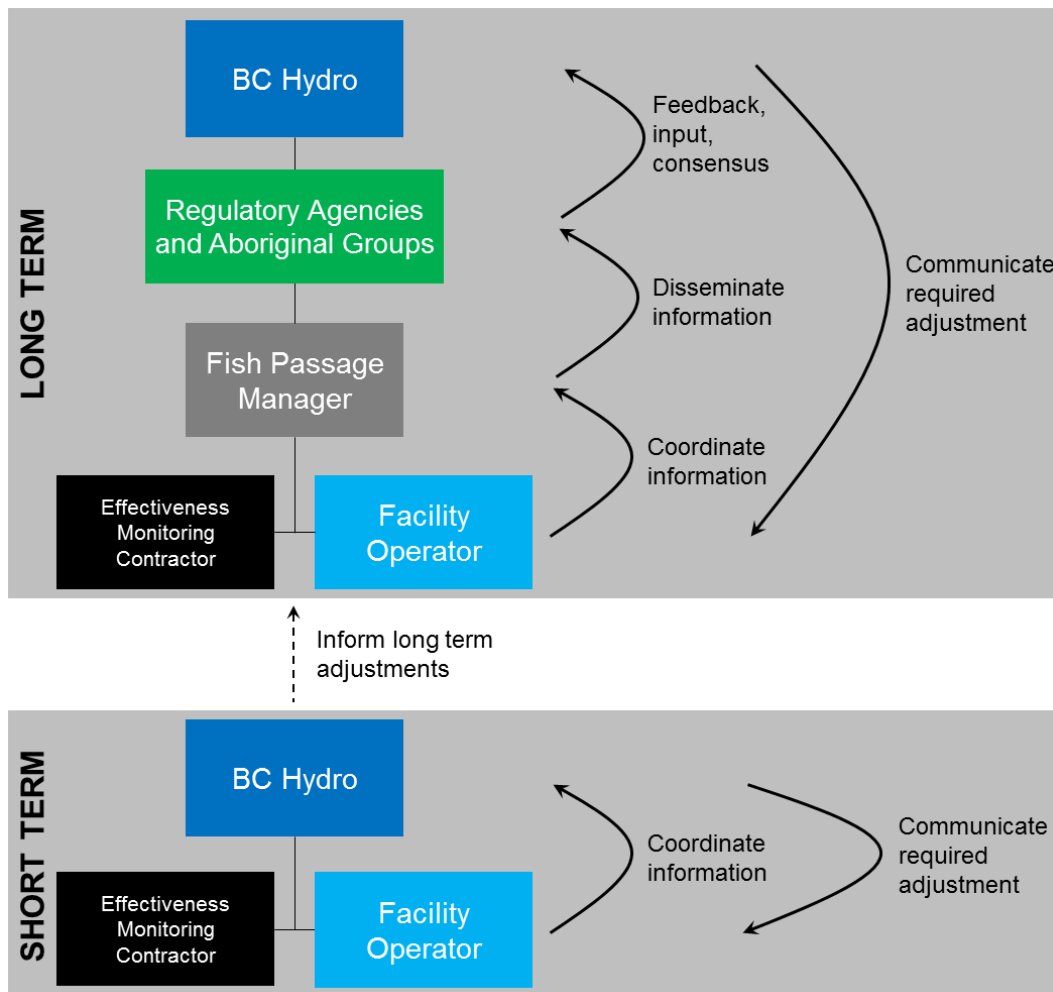 LONG TERM
BC Hydro
Regulatory Agencies
and Aboriginal Groups
Fish Passage
Manager
Effectiveness
Monitoring
Contractor
Facility
Operator
Feedback,
input,
consensus
Disseminate
information
Coordinate
information
Communicate
required
adjustment
Inform long term
adjustments
SHORT TERM
BC Hydro
Effectiveness
Monitoring
Contractor
Facility
Operator
Coordinate
information
Communicate
required
adjustment